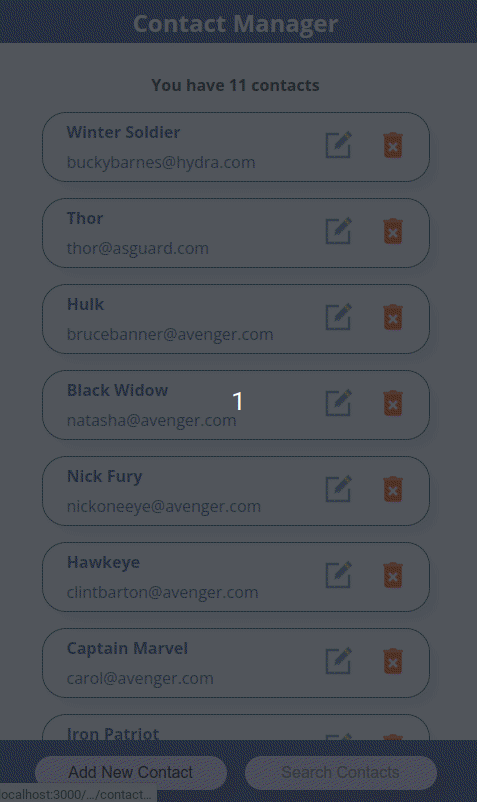 Contact Manager
You have 11 contacts
Winter Soldier
buckybarnes@hydra.com
Thor
thor@asguard.com
Hulk
brucebanner@avenger.com
Black Widow
1
natasha@avenger.com
Nick Fury
nickoneeye@avenger.com
Hawkeye
clintbarton@avenger.com
Captain Marvel
carol@avenger.com
Iron Patriot
Add New Contact Search Contacts
localhost:3000/.../contact...